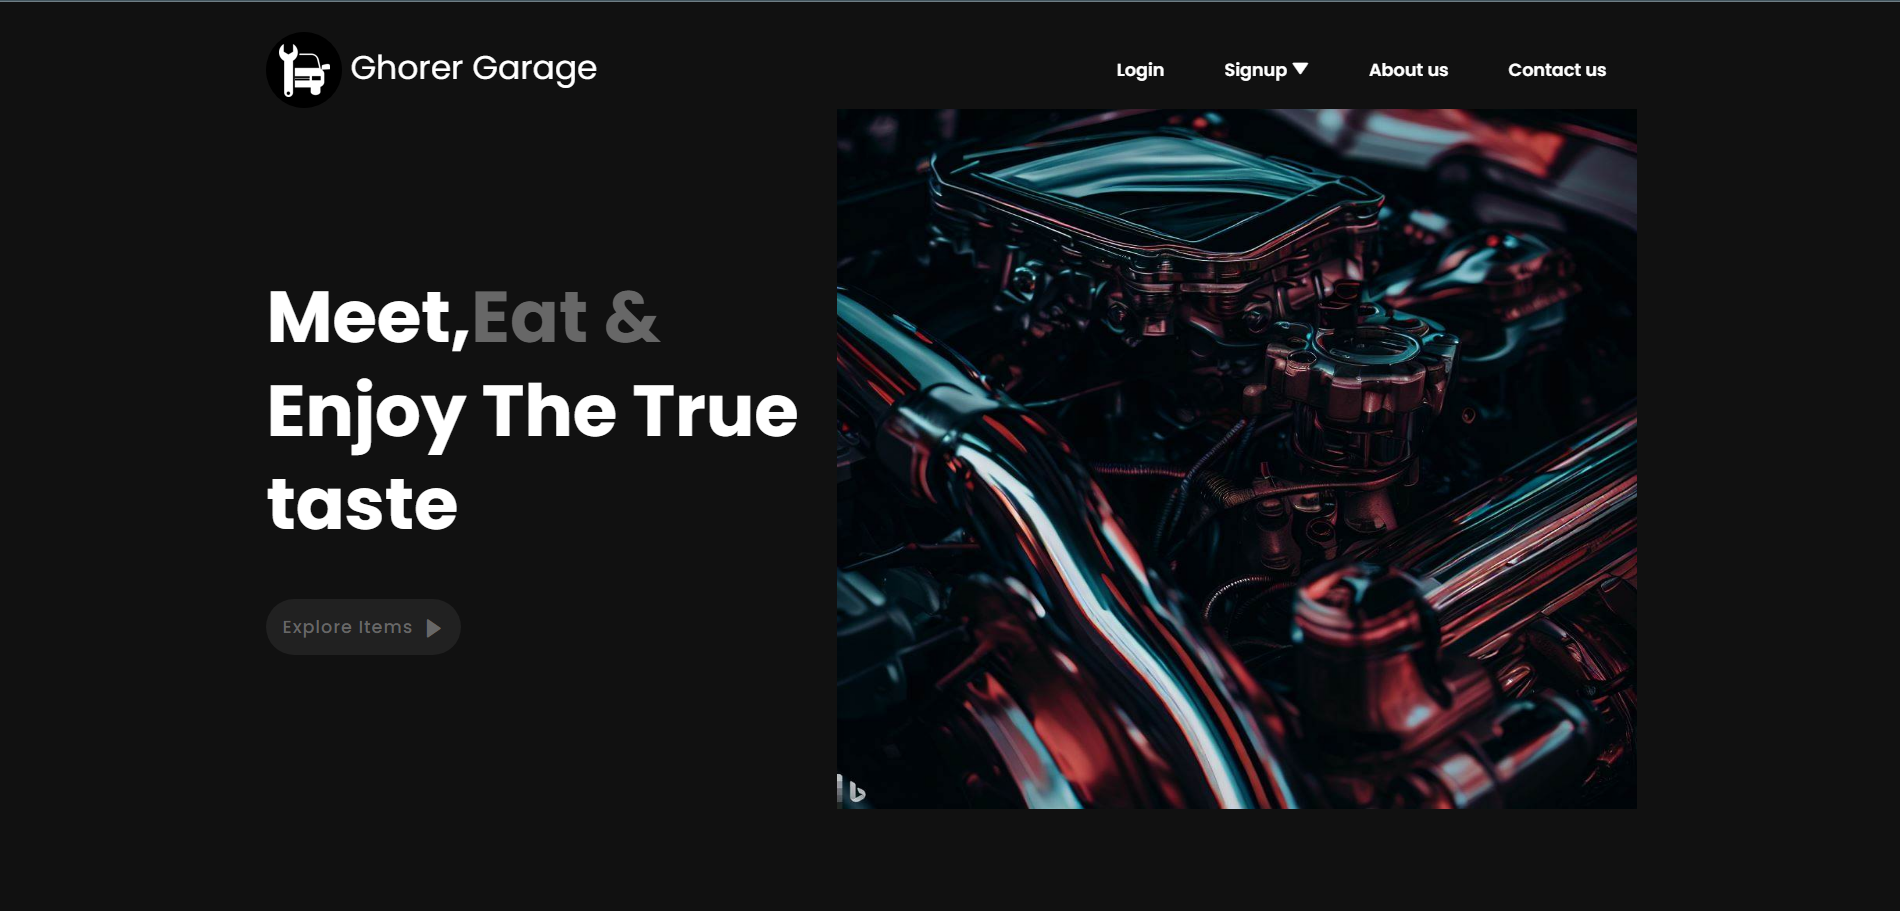 Ghorer Garage
Login
Signup
About us
Contact us
Meet,Eat &
Enjoy The True
taste
Explore Items